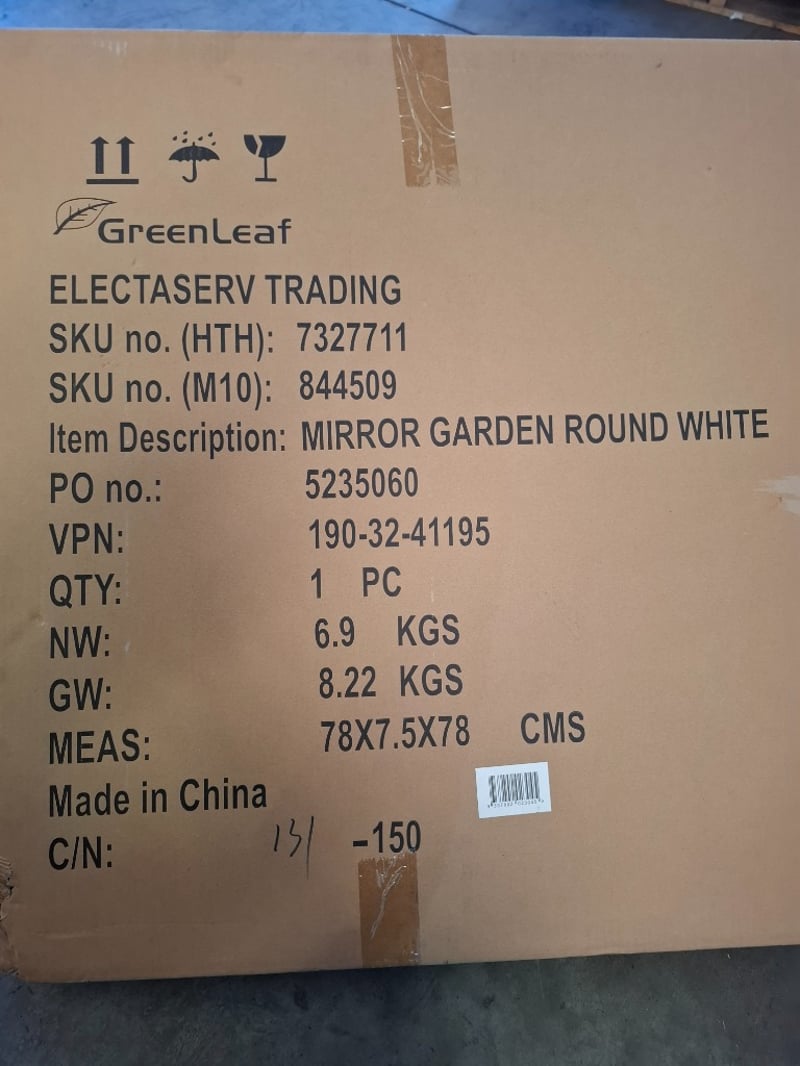 GreenLeaf
ELECTASERV TRADING
SKU no. (HTH): 7327711
SKU no. (M10): 844509
Item Description: MIRROR GARDEN ROUND WHITE
PO no.: 5235060
VPN: 190-32-41195
QTY: 1 PC
NW: 6.9 KGS
GW: 8.22 KGS
MEAS: 78X7.5X78 CMS
Made in China
C/N: 131 -150